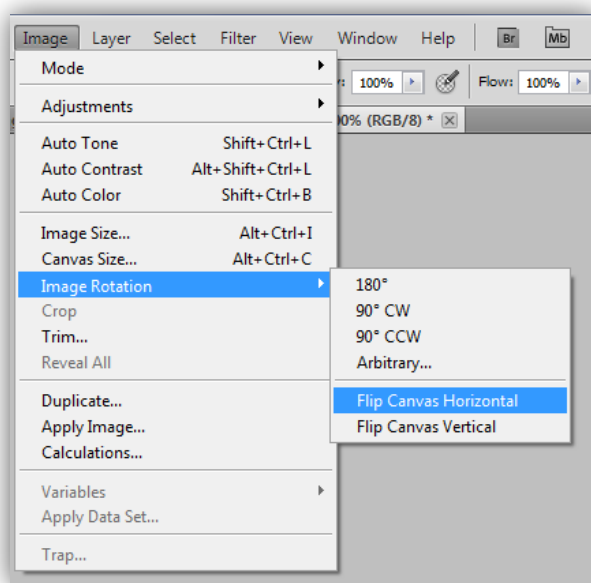 Image Layer Select Filter View Window Help Br Mb
Mode
: 100% Flow: 100%
Adjustments
00% (RGB/8) *
Auto Tone Shift+Ctrl+L
Auto Contrast Alt+Shift+Ctrl+L
Auto Color Shift+Ctrl+B
Image Size... Alt+Ctrl+I
Canvas Size... Alt+Ctrl+C
Image Rotation
Crop
Trim...
Reveal All
180°
90° CW
90° CCW
Arbitrary...
Flip Canvas Horizontal
Flip Canvas Vertical
Duplicate...
Apply Image...
Calculations...
Variables
Apply Data Set...
Trap...